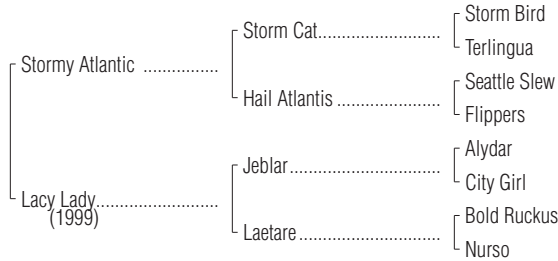 Storm Bird
Storm Cat..............................
Terlingua
Stormy Atlantic ..................
Seattle Slew
Hail Atlantis .........................
Flippers
Alydar
Jeblar.....................................
City Girl
Lacy Lady.............................
(1999)
Bold Ruckus
Laetare ..................................
Nurso